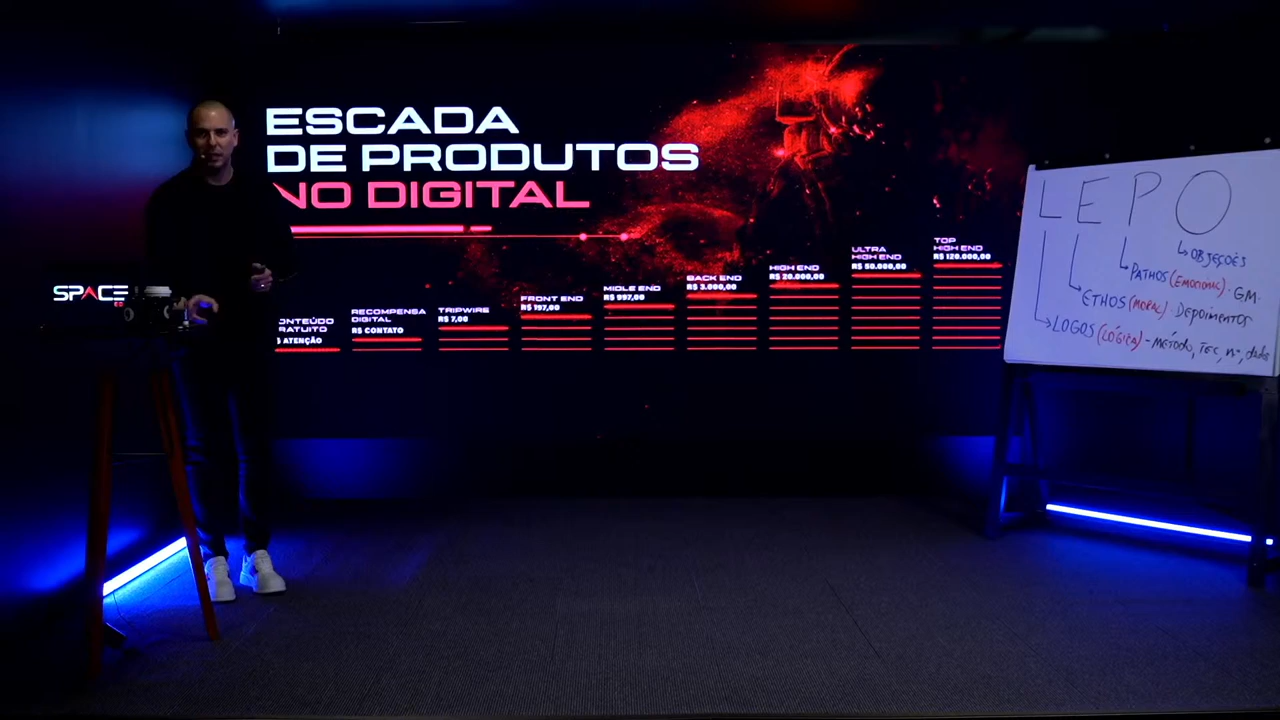 ESCADA
DE PRODUTOS
NO DIGITAL
SPACE
CONTEÚDO
GRATUITO
ATENÇÃO
RECOMPENSA
DIGITAL
R$ CONTATO
TRIPWIRE
R$ 7,00
FRONT END
R$ 197,00
MIDLE END
R$ 997,00
BACK END
R$ 3.000,00
HIGH END
R$ 20.000,00
ULTRA
HIGH END
R$ 50.000,00
TOP
HIGH END
R$ 120.000,00
LEPO
OBJEÇÕES
PATHOS (EMOCIONAL) · GM.
ETHOS (MORAL) · DEPOIMENTOS
LOGOS (LÓGICA) - MÉTODO, TEC, nº, dados